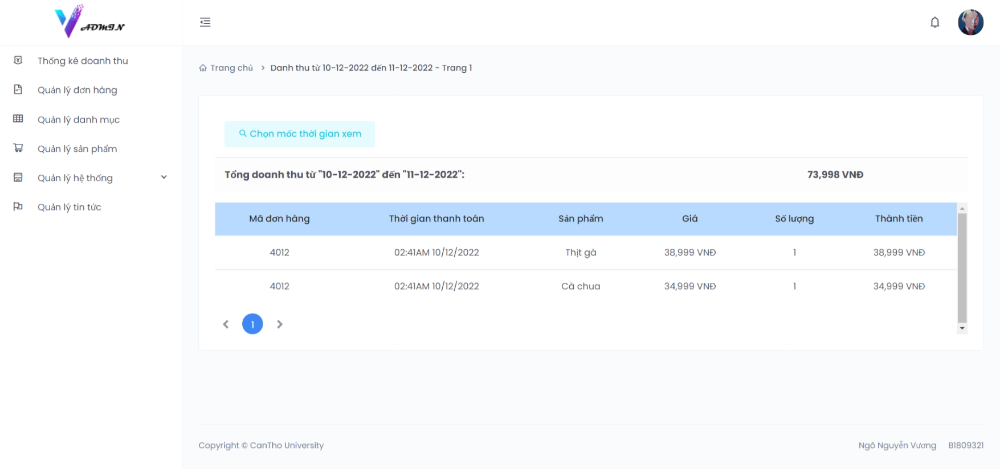 ADMIN
Thống kê doanh thu
Quản lý đơn hàng
Quản lý danh mục
Quản lý sản phẩm
Quản lý hệ thống
Quản lý tin tức
Trang chủ > Danh thu từ 10-12-2022 đến 11-12-2022 - Trang 1
Chọn mốc thời gian xem
Tổng doanh thu từ "10-12-2022" đến "11-12-2022": 73,998 VNĐ
Mã đơn hàng Thời gian thanh toán Sản phẩm Giá Số lượng Thành tiền
4012 02:41AM 10/12/2022 Thịt gà 38,999 VNĐ 1 38,999 VNĐ
4012 02:41AM 10/12/2022 Cà chua 34,999 VNĐ 1 34,999 VNĐ
1
Copyright © CanTho University Ngô Nguyễn Vương B1809321